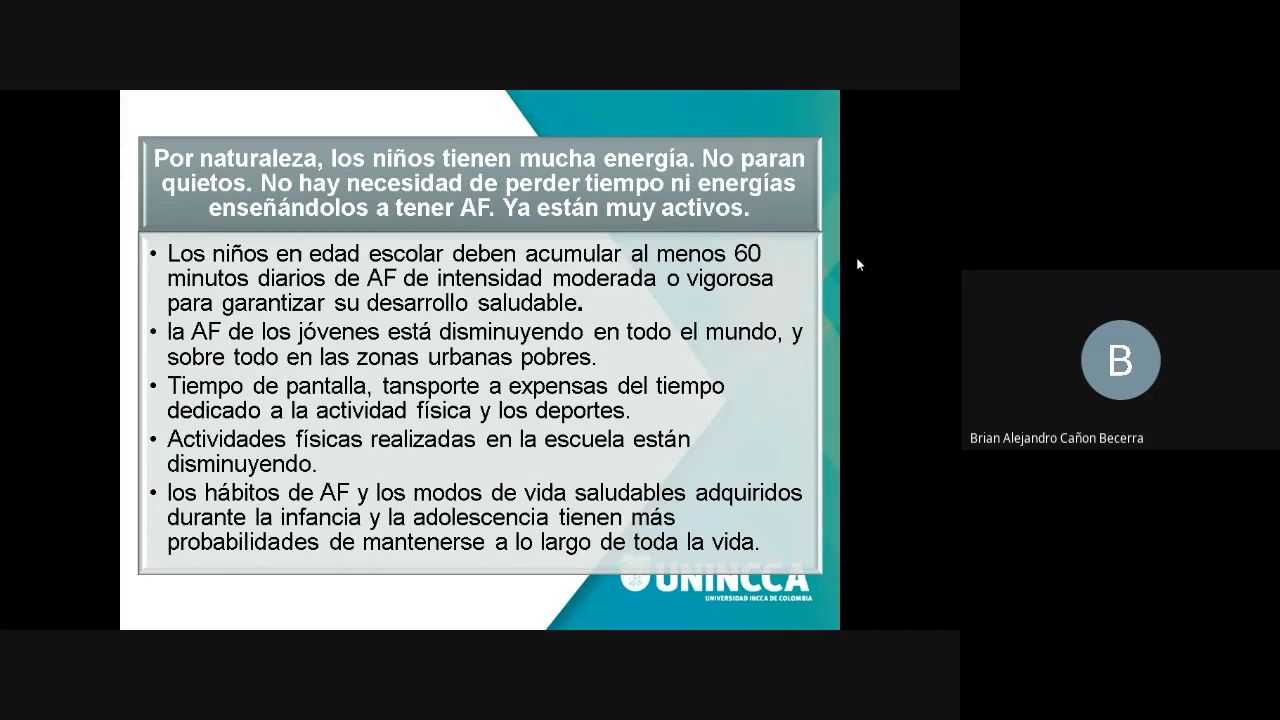 Por naturaleza, los niños tienen mucha energía. No paran
quietos. No hay necesidad de perder tiempo ni energías
enseñándolos a tener AF. Ya están muy activos.
• Los niños en edad escolar deben acumular al menos 60
minutos diarios de AF de intensidad moderada o vigorosa
para garantizar su desarrollo saludable.
• la AF de los jóvenes está disminuyendo en todo el mundo, y
sobre todo en las zonas urbanas pobres.
• Tiempo de pantalla, tansporte a expensas del tiempo
dedicado a la actividad física y los deportes.
• Actividades físicas realizadas en la escuela están
disminuyendo.
• los hábitos de AF y los modos de vida saludables adquiridos
durante la infancia y la adolescencia tienen más
probabilidades de mantenerse a lo largo de toda la vida.
UNINCCA
UNIVERSIDAD INCCA DE COLOMBIA
B
Brian Alejandro Cañon Becerra